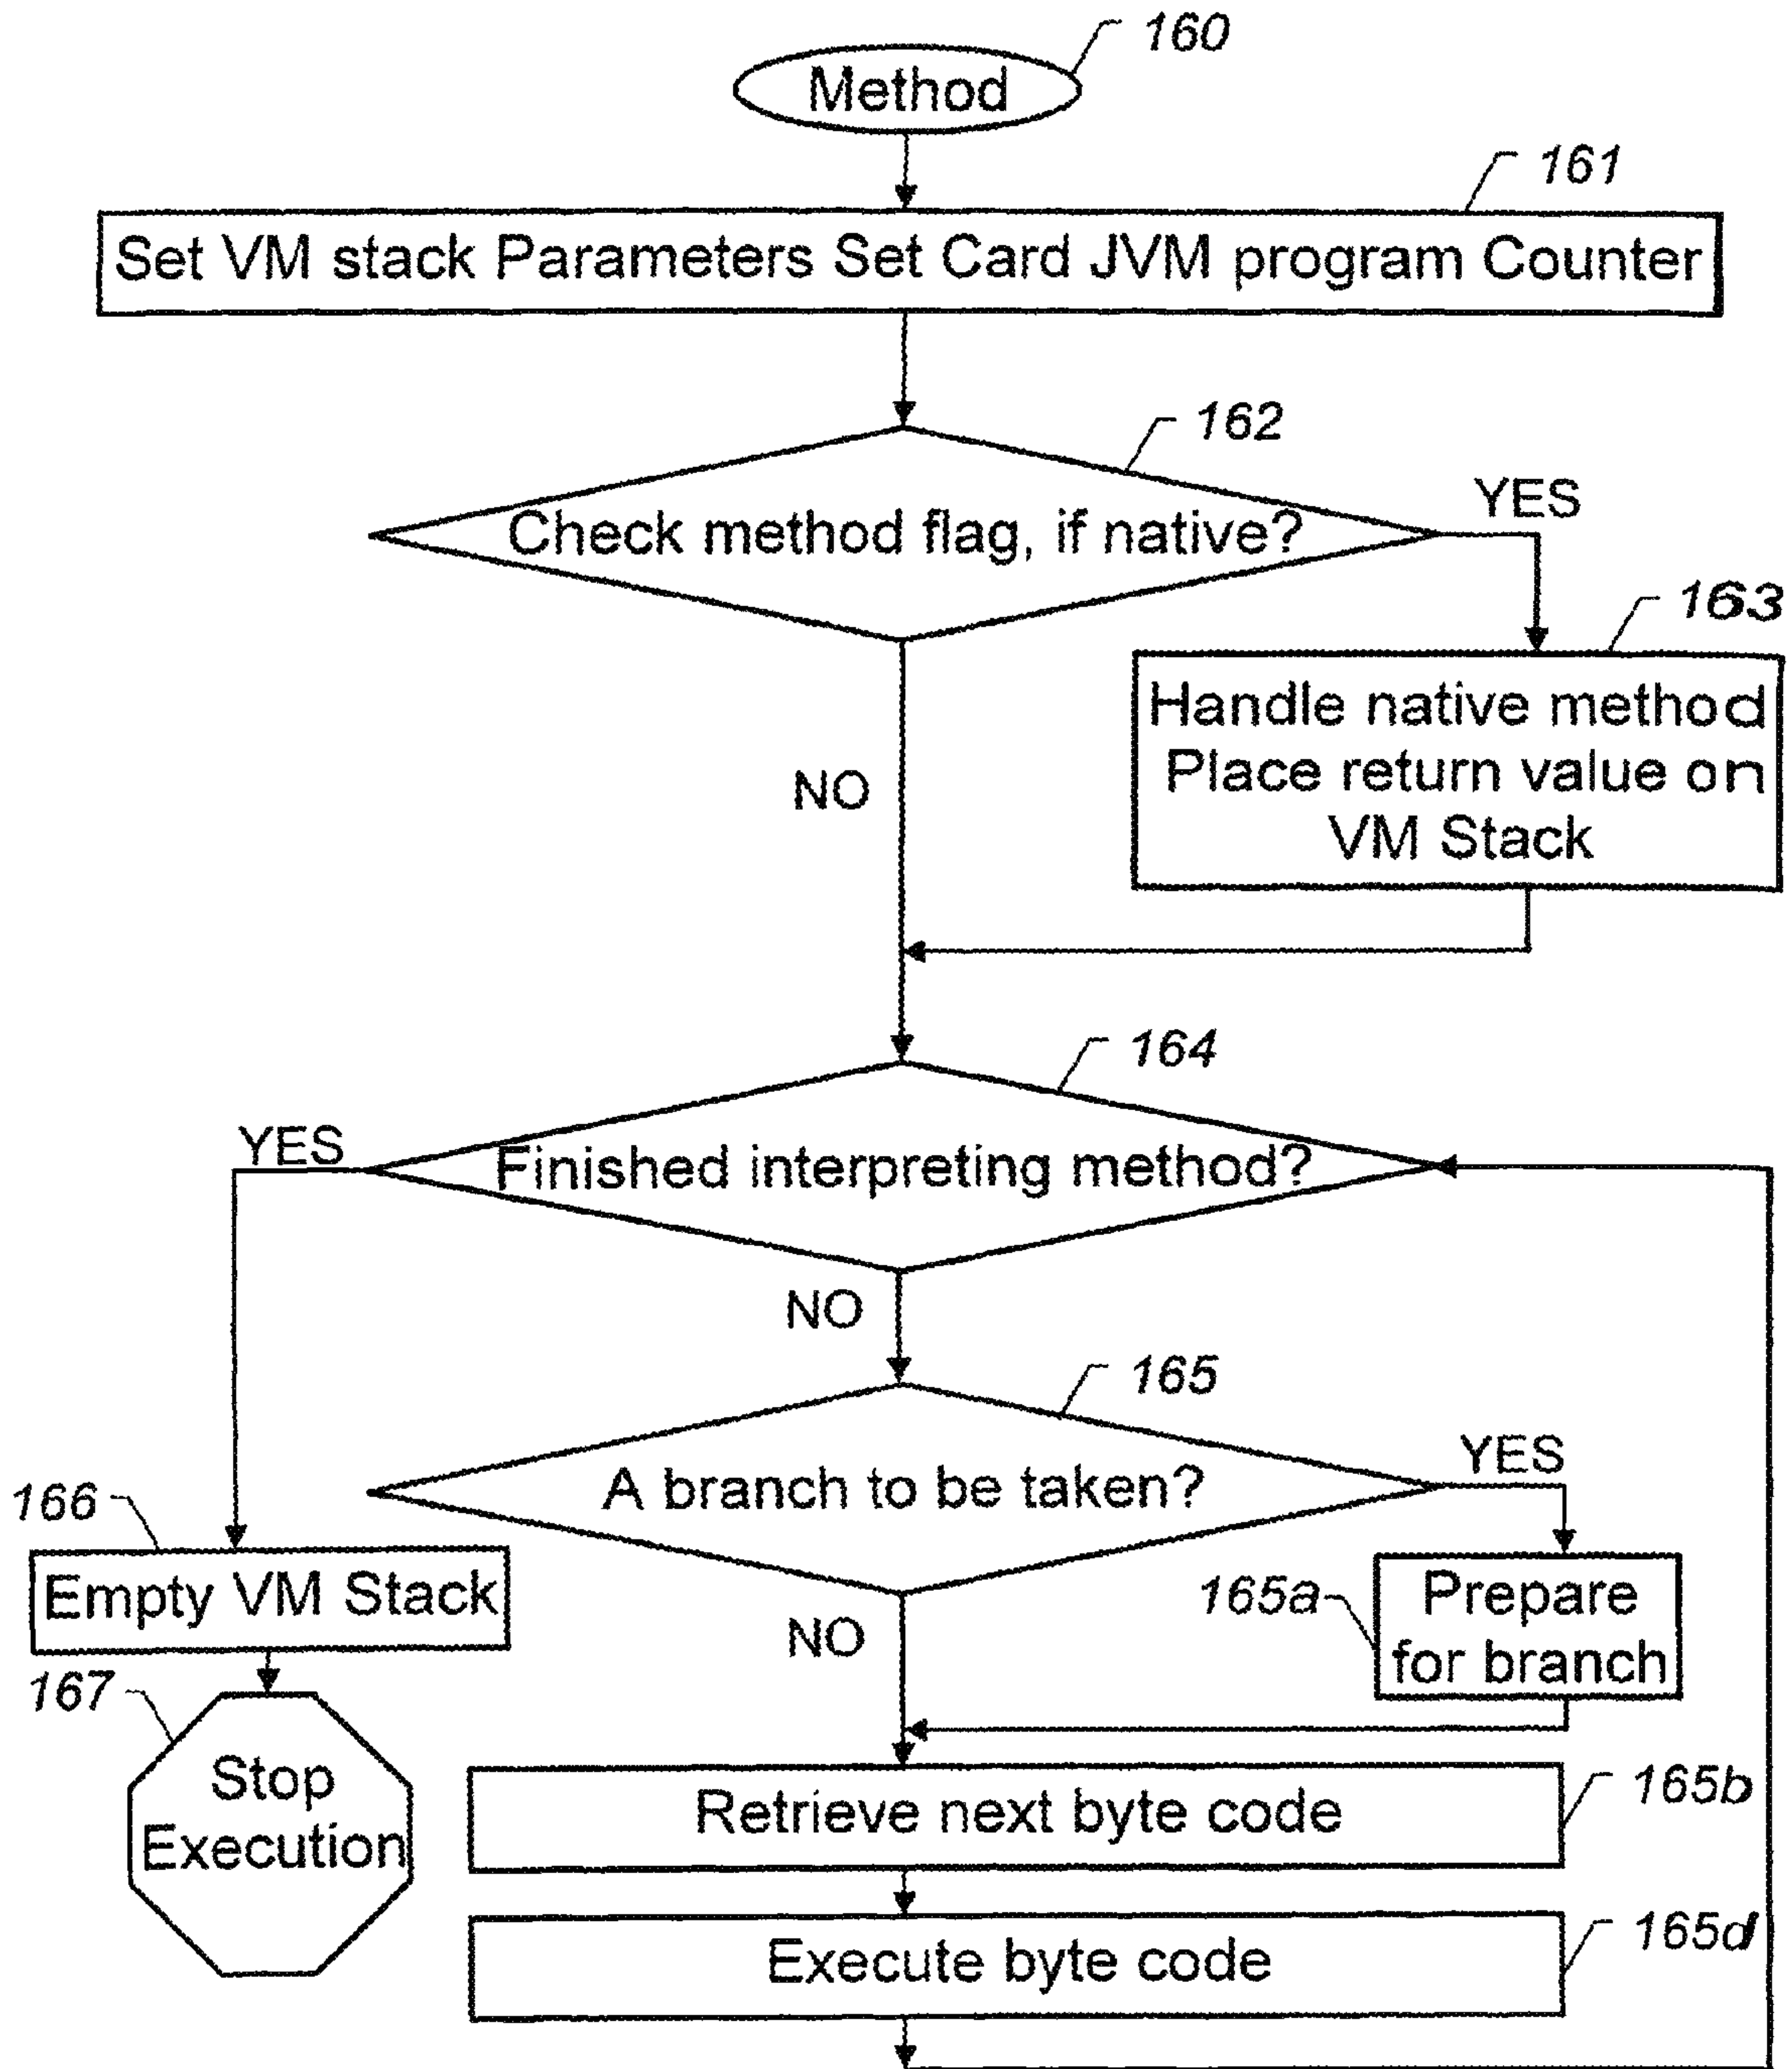 160
Method
161
Set VM stack Parameters Set Card JVM program Counter
162
Check method flag, if native?
YES
163
Handle native method
Place return value on
VM Stack
NO
164
YES
Finished interpreting method?
NO
165
A branch to be taken?
YES
166
Empty VM Stack
165a
Prepare
for branch
NO
167
Stop
Execution
Retrieve next byte code
165b
Execute byte code
165d